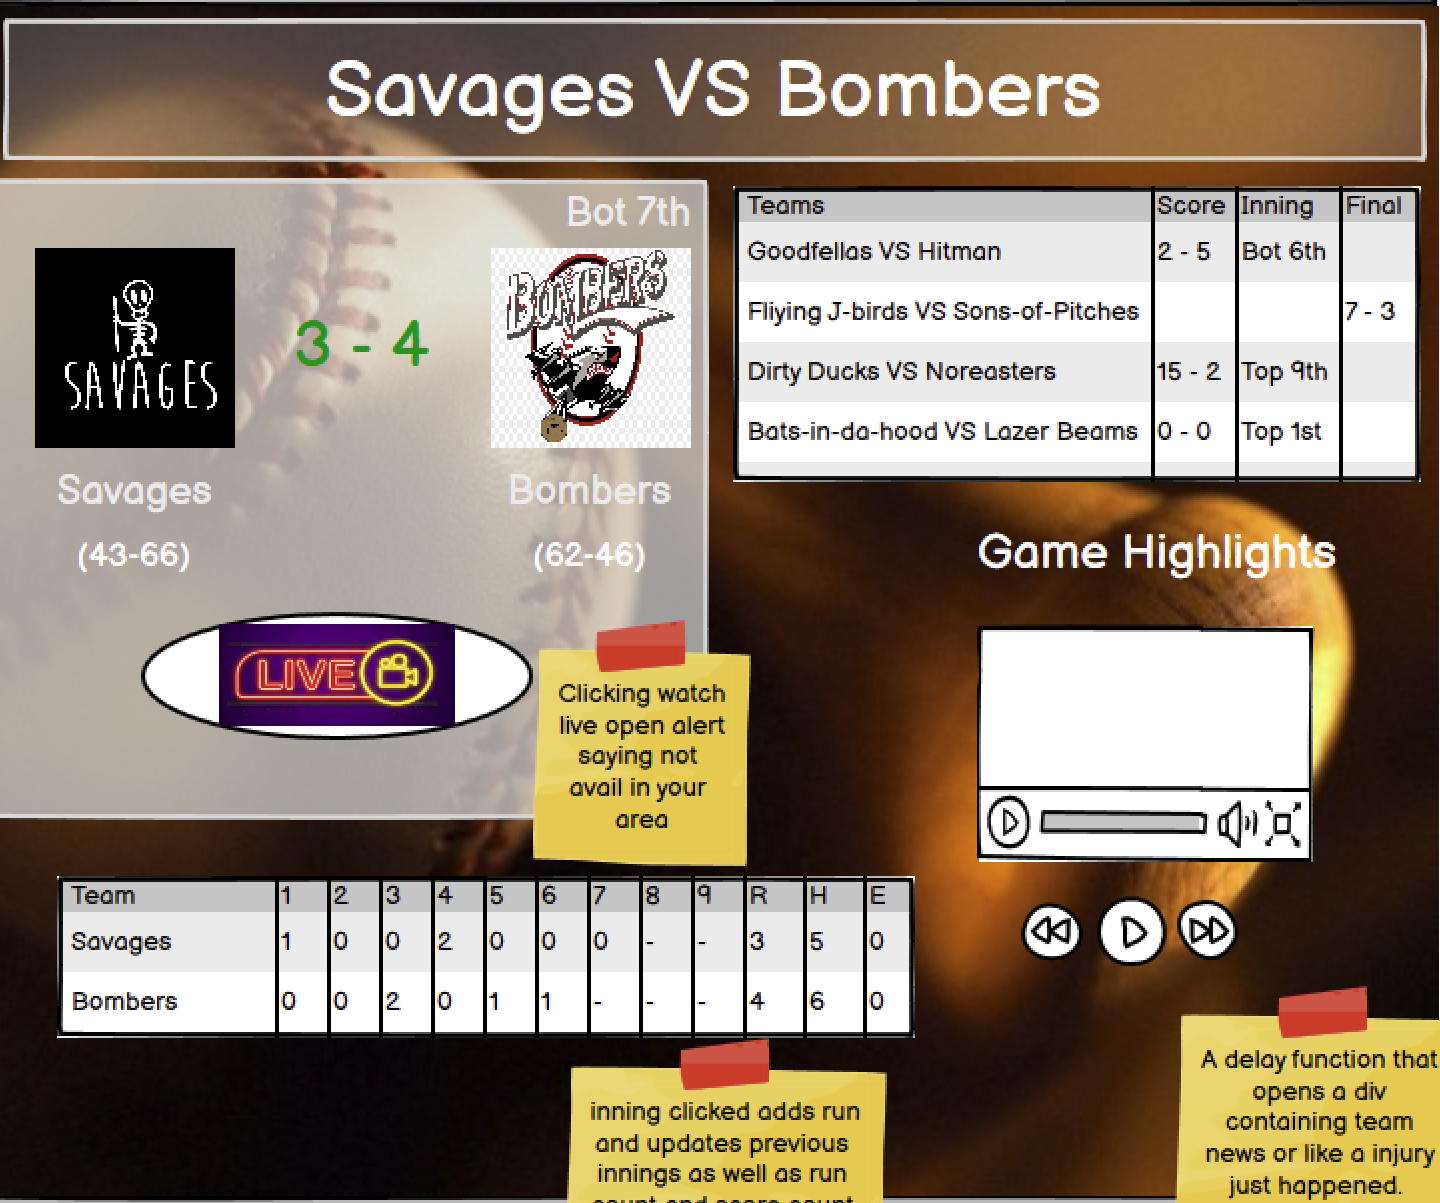 Savages VS Bombers
Bot 7th
BOMBERS
SAVAGES
3 - 4
Savages
Bombers
(43-66)
(62-46)
LIVE
Clicking watch
live open alert
saying not
avail in your
area
Teams Score Inning Final
Goodfellas VS Hitman 2 - 5 Bot 6th
Fliying J-birds VS Sons-of-Pitches 7 - 3
Dirty Ducks VS Noreasters 15 - 2 Top 9th
Bats-in-da-hood VS Lazer Beams 0 - 0 Top 1st
Game Highlights
Team 1 2 3 4 5 6 7 8 9 R H E
Savages 1 0 0 2 0 0 0 - - 3 5 0
Bombers 0 0 2 0 1 1 - - - 4 6 0
inning clicked adds run
and updates previous
innings as well as run
count and score count
A delay function that
opens a div
containing team
news or like a injury
just happened.